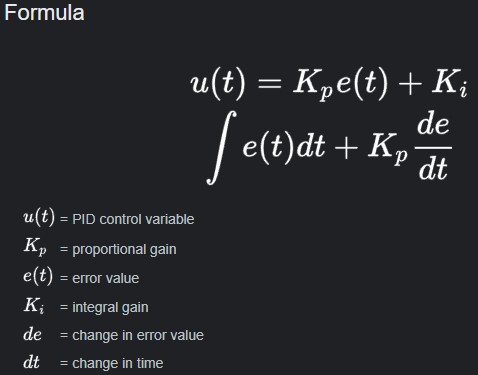 Formula
u(t) = K_p e(t) + K_i
∫ e(t)dt + K_p de/dt
u(t) = PID control variable
K_p = proportional gain
e(t) = error value
K_i = integral gain
de = change in error value
dt = change in time